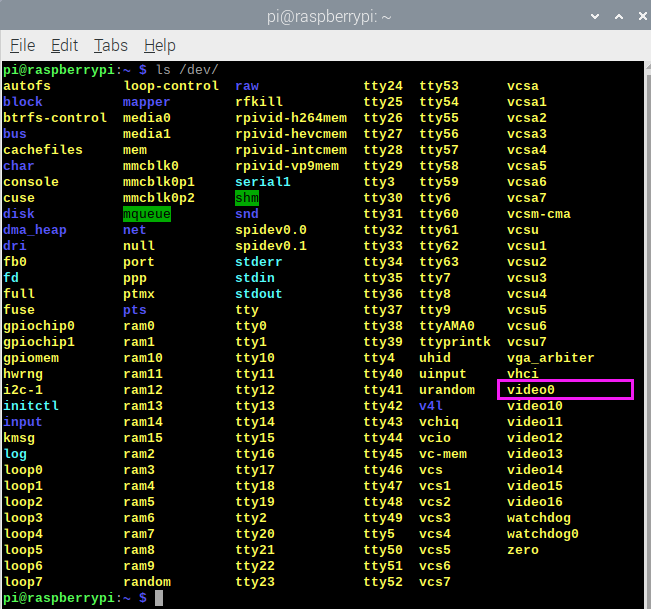 pi@raspberrypi: ~
File Edit Tabs Help
pi@raspberrypi:~ $ ls /dev/
autofs loop-control raw tty24 tty53 vcsa
block mapper rfkill tty25 tty54 vcsa1
btrfs-control media0 rpivid-h264mem tty26 tty55 vcsa2
bus media1 rpivid-hevcmem tty27 tty56 vcsa3
cachefiles mem rpivid-intcmem tty28 tty57 vcsa4
char mmcblk0 rpivid-vp9mem tty29 tty58 vcsa5
console mmcblk0p1 serial1 tty3 tty59 vcsa6
cuse mmcblk0p2 shm tty30 tty6 vcsa7
disk mqueue snd tty31 tty60 vcsm-cma
dma_heap net spidev0.0 tty32 tty61 vcsu
dri null spidev0.1 tty33 tty62 vcsu1
fb0 port stderr tty34 tty63 vcsu2
fd ppp stdin tty35 tty7 vcsu3
full ptmx stdout tty36 tty8 vcsu4
fuse pts tty tty37 tty9 vcsu5
gpiochip0 ram0 tty0 tty38 ttyAMA0 vcsu6
gpiochip1 ram1 tty1 tty39 ttyprintk vcsu7
gpiomem ram10 tty10 tty4 uhid vga_arbiter
hwrng ram11 tty11 tty40 uinput vhci
i2c-1 ram12 tty12 tty41 urandom video0
initctl ram13 tty13 tty42 v4l video10
input ram14 tty14 tty43 vchiq video11
kmsg ram15 tty15 tty44 vcio video12
log ram2 tty16 tty45 vc-mem video13
loop0 ram3 tty17 tty46 vcs video14
loop1 ram4 tty18 tty47 vcs1 video15
loop2 ram5 tty19 tty48 vcs2 video16
loop3 ram6 tty2 tty49 vcs3 watchdog
loop4 ram7 tty20 tty5 vcs4 watchdog0
loop5 ram8 tty21 tty50 vcs5 zero
loop6 ram9 tty22 tty51 vcs6
loop7 random tty23 tty52 vcs7
pi@raspberrypi:~ $